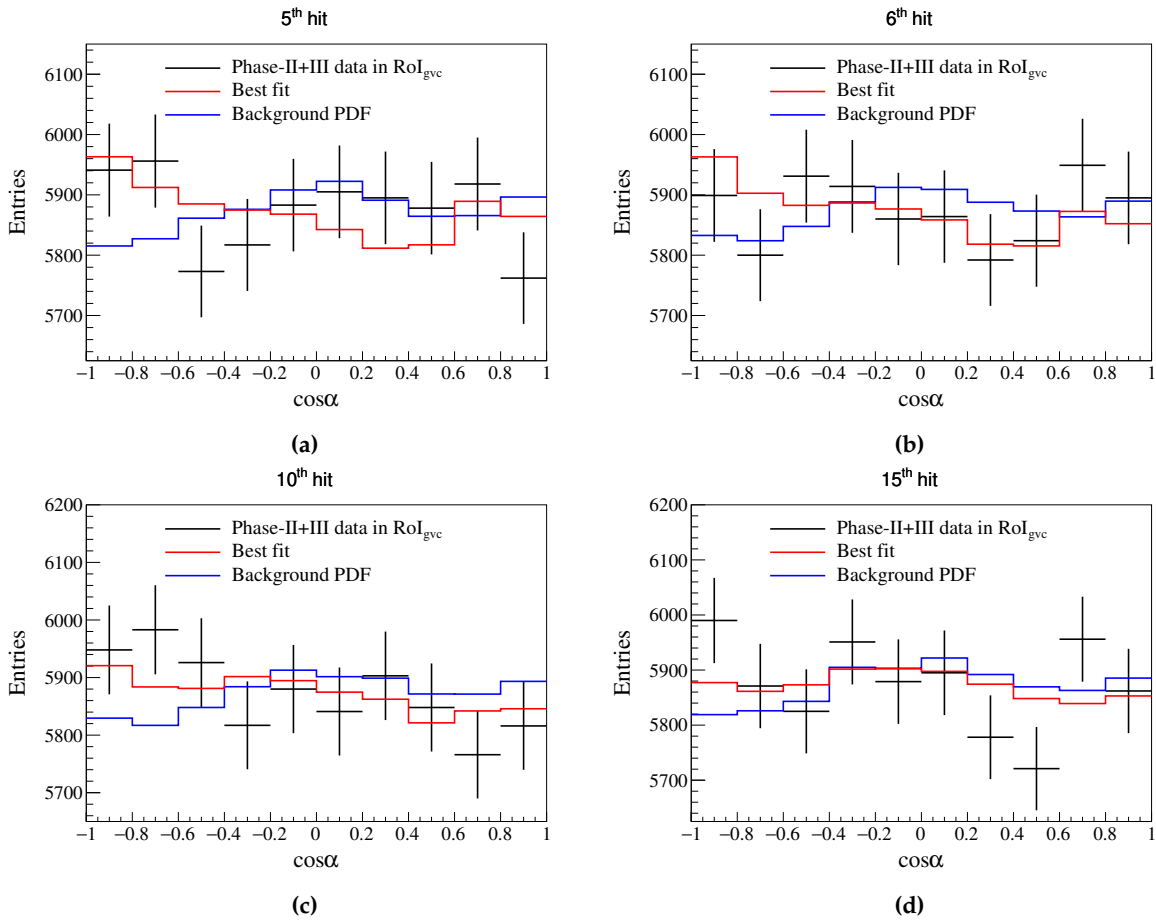 5th hit
6100
6000
5900
5800
5700
Entries
Phase-II+III data in RoIgvc
Best fit
Background PDF
−1 −0.8 −0.6 −0.4 −0.2 0 0.2 0.4 0.6 0.8 1
cosα
(a)
6th hit
6100
6000
5900
5800
5700
Entries
Phase-II+III data in RoIgvc
Best fit
Background PDF
−1 −0.8 −0.6 −0.4 −0.2 0 0.2 0.4 0.6 0.8 1
cosα
(b)
10th hit
6200
6100
6000
5900
5800
5700
Entries
Phase-II+III data in RoIgvc
Best fit
Background PDF
−1 −0.8 −0.6 −0.4 −0.2 0 0.2 0.4 0.6 0.8 1
cosα
(c)
15th hit
6200
6100
6000
5900
5800
5700
Entries
Phase-II+III data in RoIgvc
Best fit
Background PDF
−1 −0.8 −0.6 −0.4 −0.2 0 0.2 0.4 0.6 0.8 1
cosα
(d)